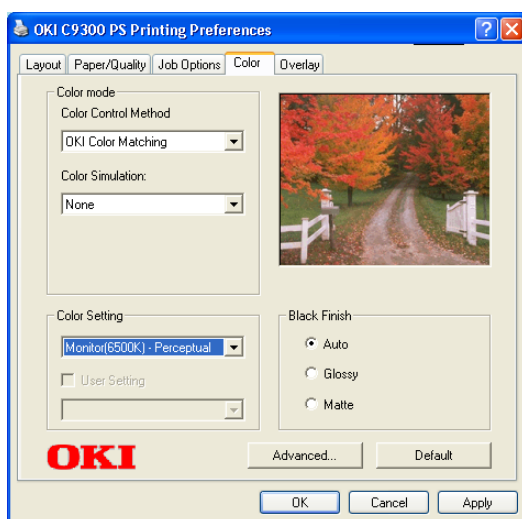 OKI C9300 PS Printing Preferences
Layout Paper/Quality Job Options Color Overlay
Color mode
Color Control Method
OKI Color Matching
Color Simulation:
None
Color Setting
Monitor(6500K) - Perceptual
User Setting
Black Finish
Auto
Glossy
Matte
OKI
Advanced... Default
OK Cancel Apply